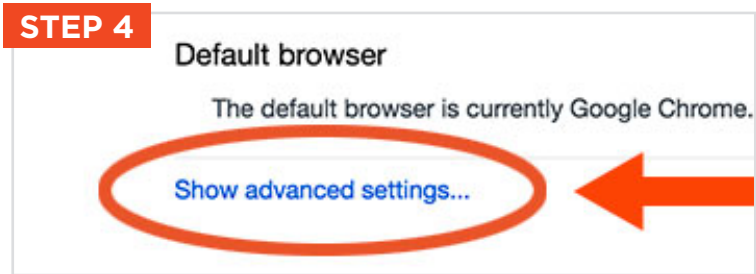 STEP 4
Default browser
The default browser is currently Google Chrome.
Show advanced settings...